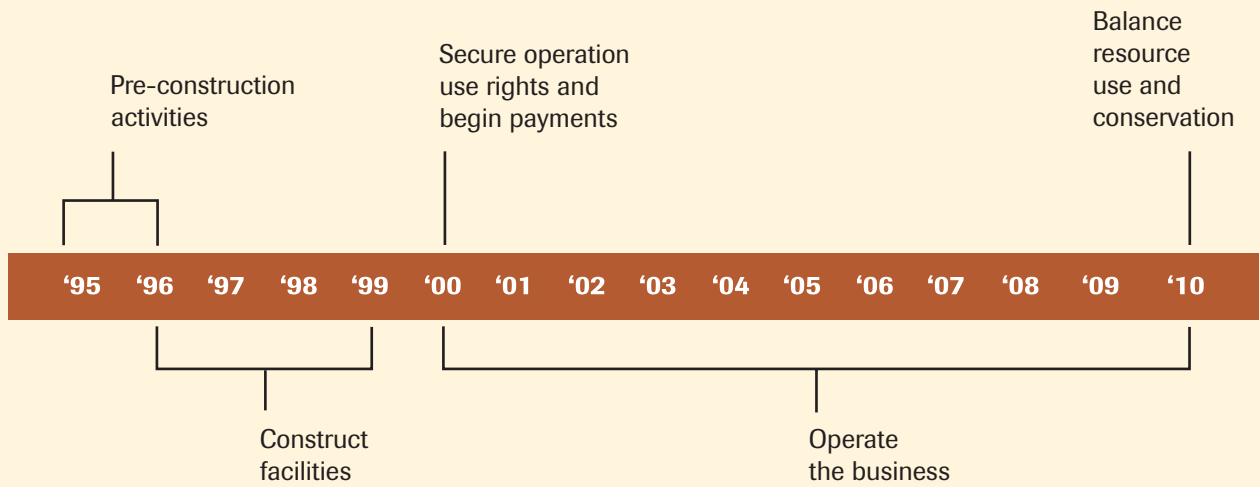 Pre-construction
activities
Secure operation
use rights and
begin payments
Balance
resource
use and
conservation
‘95 ‘96 ‘97 ‘98 ‘99 ‘00 ‘01 ‘02 ‘03 ‘04 ‘05 ‘06 ‘07 ‘08 ‘09 ‘10
Construct
facilities
Operate
the business